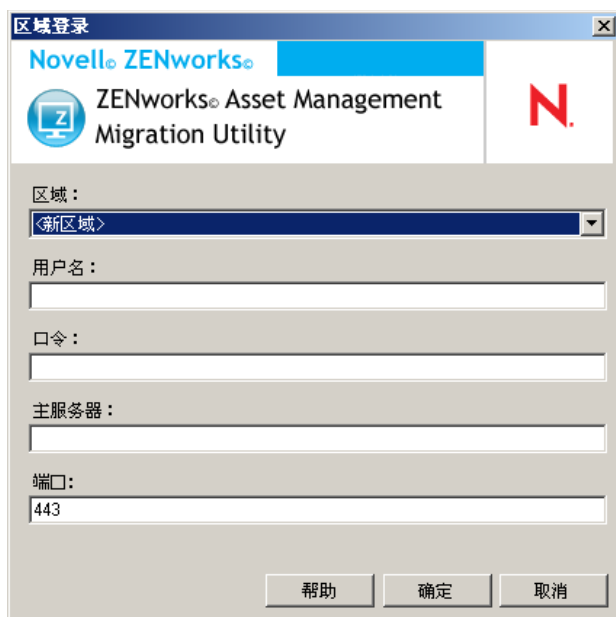 区域登录
Novell® ZENworks®
ZENworks® Asset Management
Migration Utility
N.
区域：
<新区域>
用户名：
口令：
主服务器：
端口:
443
帮助
确定
取消